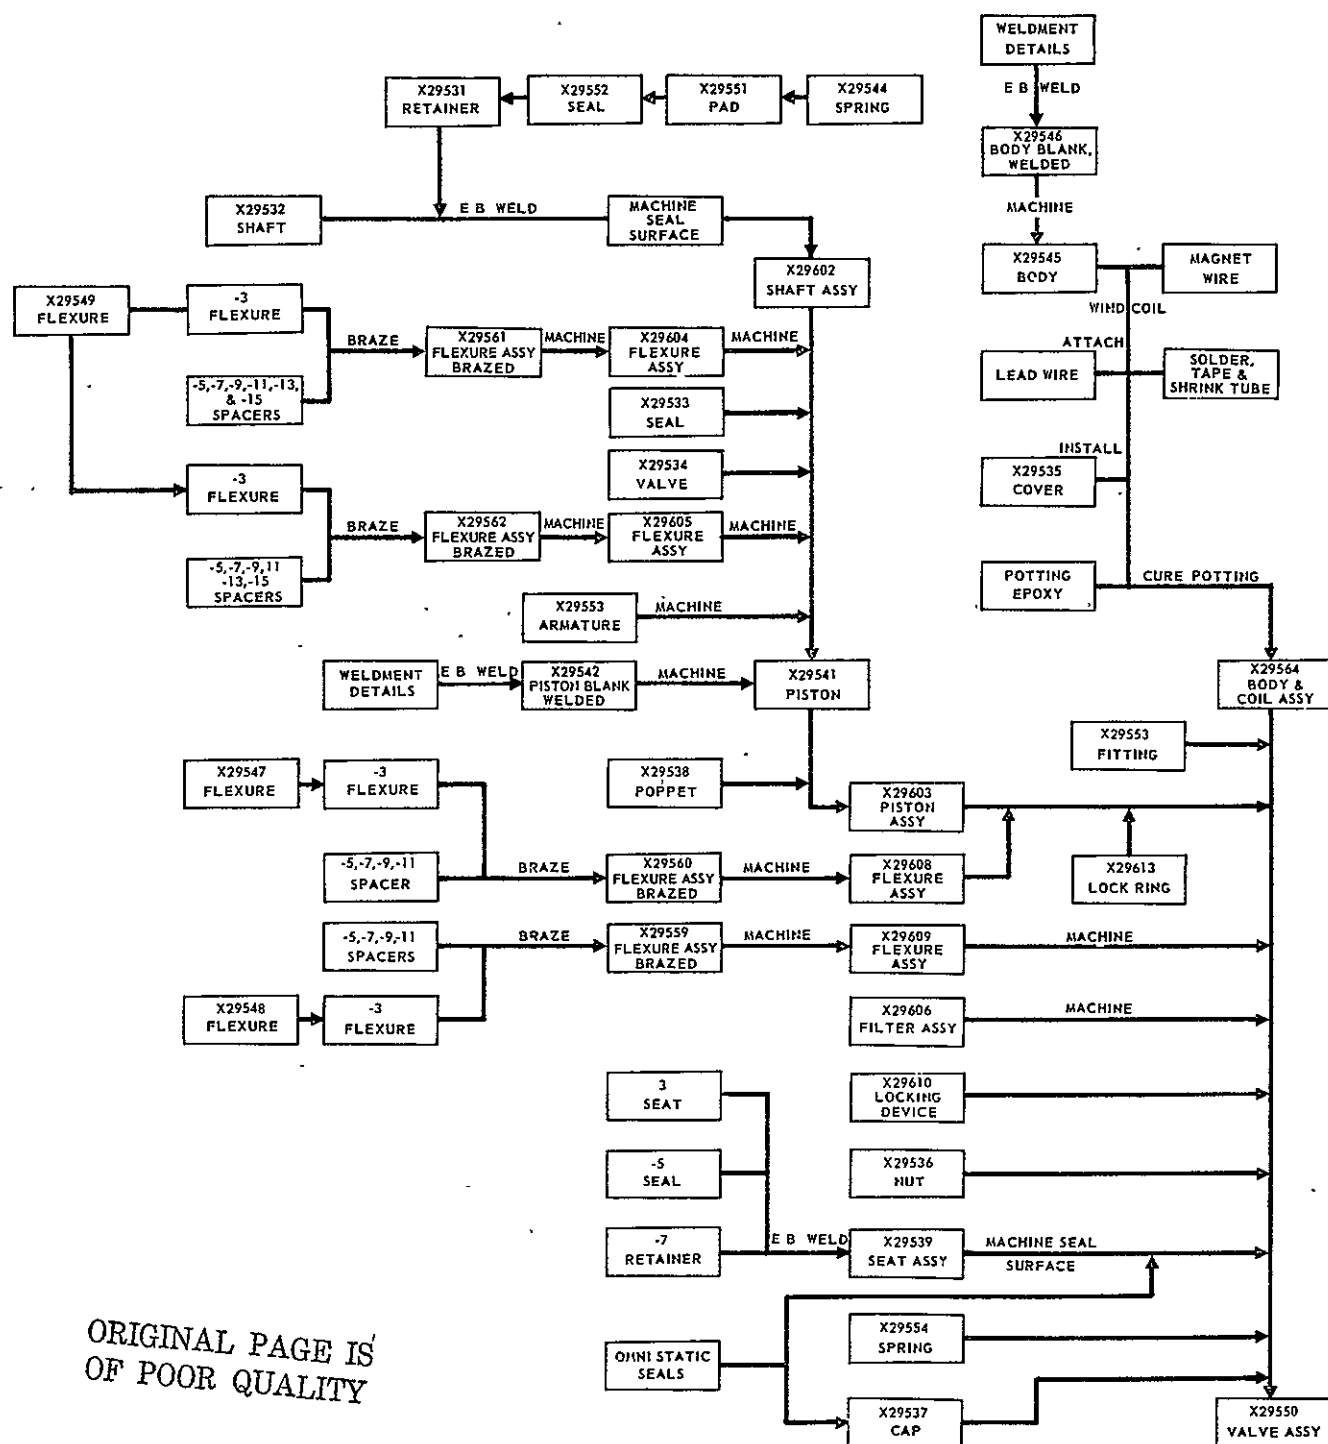 WELDMENT
DETAILS
E B WELD
X29531
RETAINER
X29552
SEAL
X29551
PAD
X29544
SPRING
X29546
BODY BLANK,
WELDED
MACHINE
X29532
SHAFT
E B WELD
MACHINE
SEAL
SURFACE
X29602
SHAFT ASSY
X29545
BODY
MAGNET
WIRE
WIND COIL
X29549
FLEXURE
-3
FLEXURE
BRAZE
X29561
FLEXURE ASSY
BRAZED
MACHINE
X29604
FLEXURE
ASSY
MACHINE
ATTACH
LEAD WIRE
SOLDER,
TAPE &
SHRINK TUBE
-5,-7,-9,-11,-13,
& -15
SPACERS
X29533
SEAL
X29534
VALVE
INSTALL
X29535
COVER
-3
FLEXURE
BRAZE
X29562
FLEXURE ASSY
BRAZED
MACHINE
X29605
FLEXURE
ASSY
MACHINE
-5,-7,-9,11
-13,-15
SPACERS
POTTING
EPOXY
CURE POTTING
X29553
ARMATURE
MACHINE
WELDMENT
DETAILS
E B WELD
X29542
PISTON BLANK
WELDED
MACHINE
X29541
PISTON
X29564
BODY &
COIL ASSY
X29553
FITTING
X29547
FLEXURE
-3
FLEXURE
X29538
POPPET
X29603
PISTON
ASSY
-5,-7,-9,-11
SPACER
BRAZE
X29560
FLEXURE ASSY
BRAZED
MACHINE
X29608
FLEXURE
ASSY
X29613
LOCK RING
-5,-7,-9,-11
SPACERS
BRAZE
X29559
FLEXURE ASSY
BRAZED
MACHINE
X29609
FLEXURE
ASSY
MACHINE
X29548
FLEXURE
-3
FLEXURE
X29606
FILTER ASSY
MACHINE
3
SEAT
X29610
LOCKING
DEVICE
-5
SEAL
X29536
NUT
-7
RETAINER
E B WELD
X29539
SEAT ASSY
MACHINE SEAL
SURFACE
OMNI STATIC
SEALS
X29554
SPRING
X29537
CAP
X29550
VALVE ASSY
ORIGINAL PAGE IS
OF POOR QUALITY